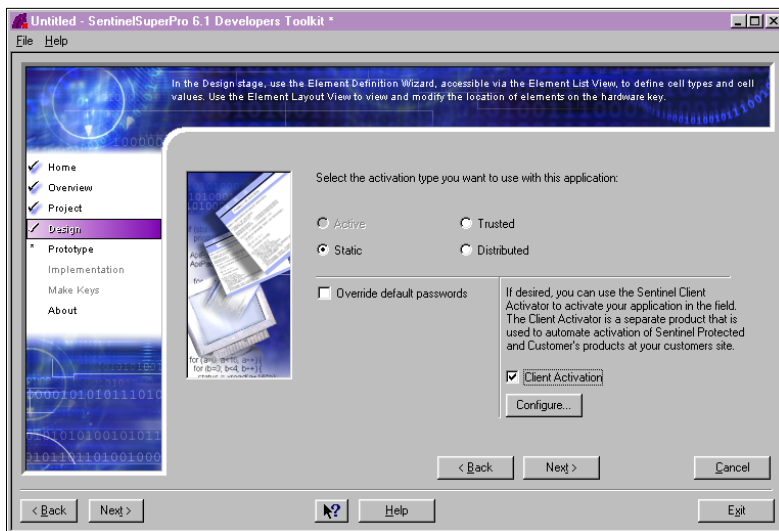 Untitled - SentinelSuperPro 6.1 Developers Toolkit *
File Help
In the Design stage, use the Element Definition Wizard, accessible via the Element List View, to define cell types and cell
values. Use the Element Layout View to view and modify the location of elements on the hardware key.
Home
Overview
Project
Design
* Prototype
Implementation
Make Keys
About
Select the activation type you want to use with this application:
Active
Trusted
Static
Distributed
Override default passwords
If desired, you can use the Sentinel Client
Activator to activate your application in the field.
The Client Activator is a separate product that is
used to automate activation of Sentinel Protected
and Customer's products at your customers site.
Client Activation
Configure...
for (a=0, a<16, a++){
for (b=0, b<4, b++){
< Back Next > Cancel
< Back Next > ? Help Exit